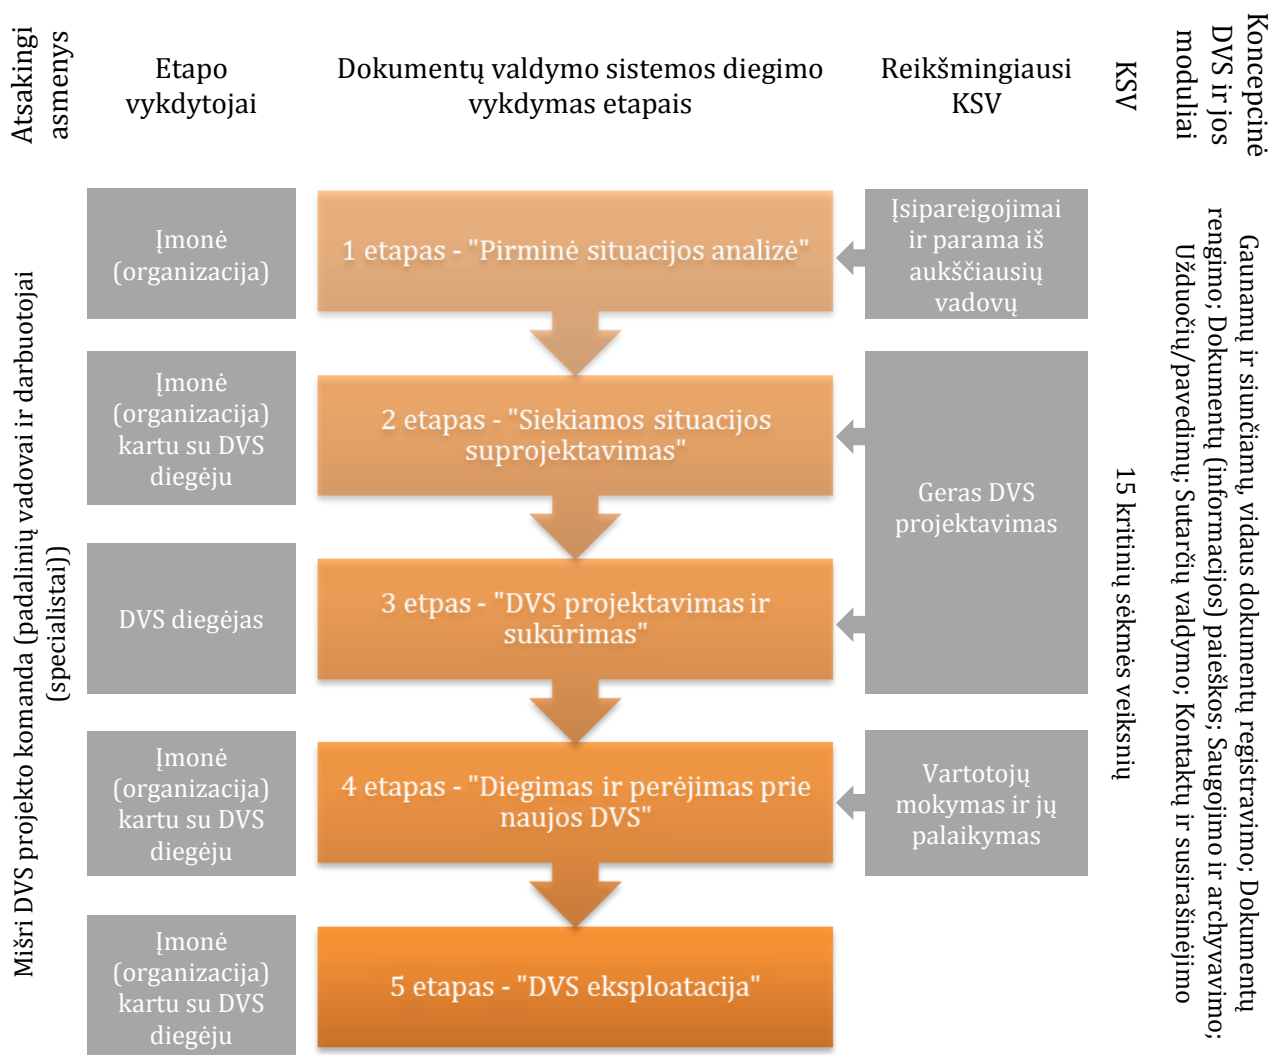 Atsakingi
asmenys
Etapo
vykdytojai
Dokumentų valdymo sistemos diegimo
vykdymas etapais
Reikšmingiausi
KSV
KSV
Koncepcinė
DVS ir jos
moduliai
Mišri DVS projekto komanda (padalinių vadovai ir darbuotojai
(specialistai))
Įmonė
(organizacija)
1 etapas - "Pirminė situacijos analizė"
Įsipareigojimai
ir parama iš
aukščiausių
vadovų
Įmonė
(organizacija)
kartu su DVS
diegėju
2 etapas - "Siekiamos situacijos
suprojektavimas"
Geras DVS
projektavimas
DVS diegėjas
3 etpas - "DVS projektavimas ir
sukūrimas"
Įmonė
(organizacija)
kartu su DVS
diegėju
4 etapas - "Diegimas ir perėjimas prie
naujos DVS"
Vartotojų
mokymas ir jų
palaikymas
Įmonė
(organizacija)
kartu su DVS
diegėju
5 etapas - "DVS eksploatacija"
15 kritinių sėkmės veiksnių
Gaunamų ir siunčiamų, vidaus dokumentų registravimo; Dokumentų
rengimo; Dokumentų (informacijos) paieškos; Saugojimo ir archyvavimo;
Užduočių/pavedimų; Sutarčių valdymo; Kontaktų ir susirašinėjimo